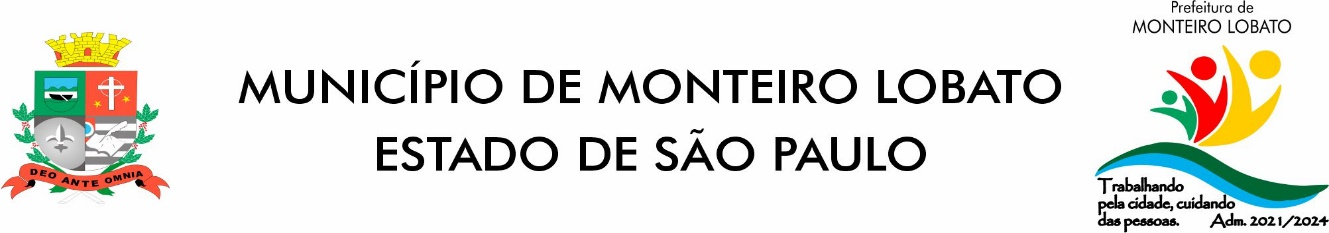 DEO ANTE OMNIA
MUNICÍPIO DE MONTEIRO LOBATO
ESTADO DE SÃO PAULO
Prefeitura de
MONTEIRO LOBATO
Trabalhando
pela cidade, cuidando
das pessoas. Adm. 2021/2024